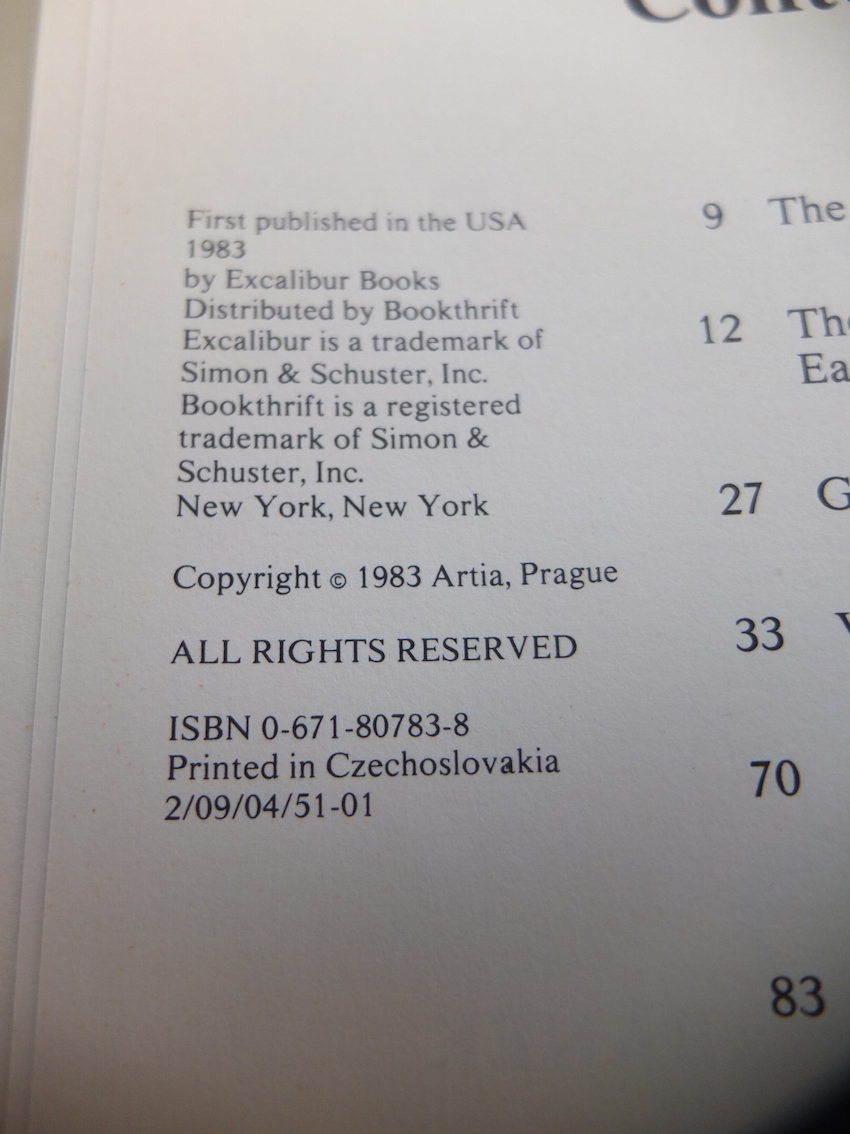 First published in the USA
1983
by Excalibur Books
Distributed by Bookthrift
Excalibur is a trademark of
Simon & Schuster, Inc.
Bookthrift is a registered
trademark of Simon &
Schuster, Inc.
New York, New York
Copyright © 1983 Artia, Prague
ALL RIGHTS RESERVED
ISBN 0-671-80783-8
Printed in Czechoslovakia
2/09/04/51-01
9 The
12
27
33
70
83